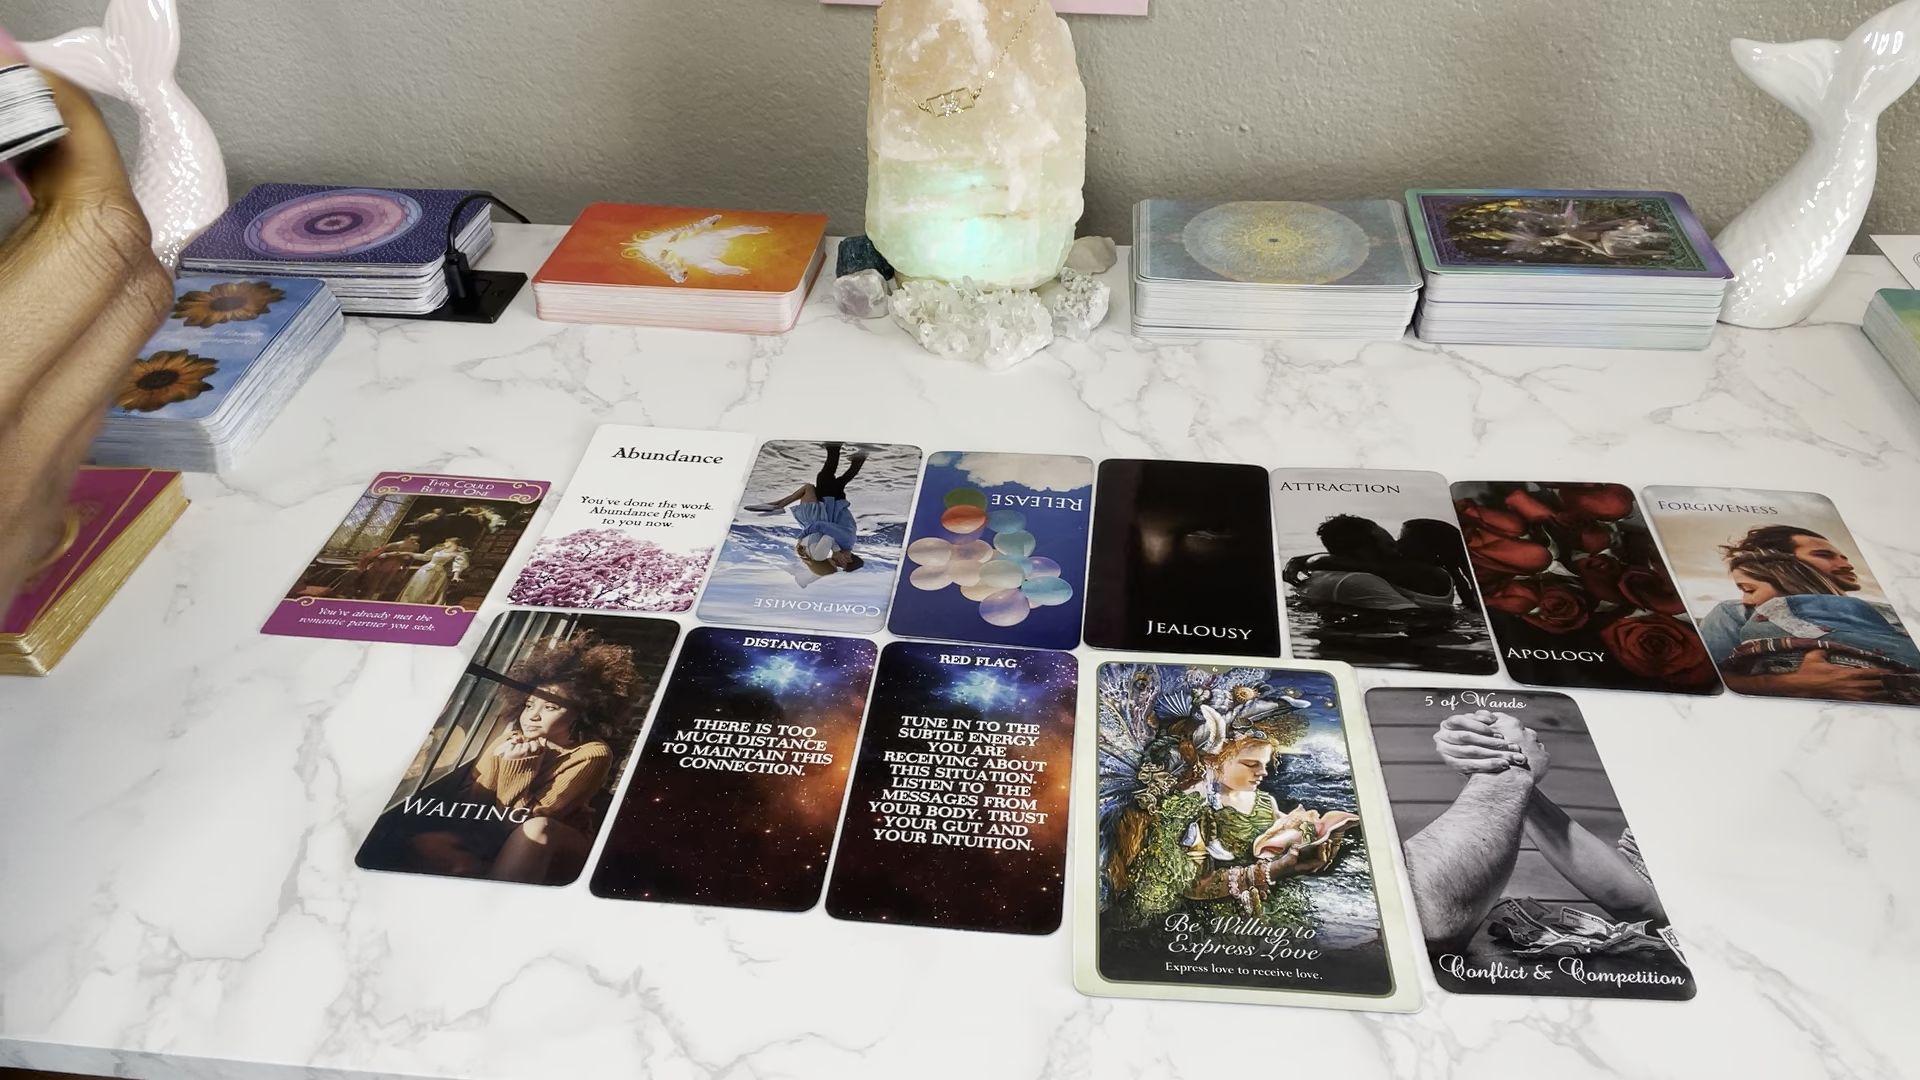 This Could
Be the One
You've already met the
romantic partner you seek.
Abundance
You've done the work.
Abundance flows
to you now.
COMPROMISE
RELEASE
JEALOUSY
ATTRACTION
APOLOGY
FORGIVENESS
WAITING
DISTANCE
THERE IS TOO
MUCH DISTANCE
TO MAINTAIN THIS
CONNECTION.
RED FLAG
TUNE IN TO THE
SUBTLE ENERGY
YOU ARE
RECEIVING ABOUT
THIS SITUATION.
LISTEN TO THE
MESSAGES FROM
YOUR BODY. TRUST
YOUR GUT AND
YOUR INTUITION.
6
Be Willing to
Express Love
Express love to receive love.
5 of Wands
Conflict & Competition